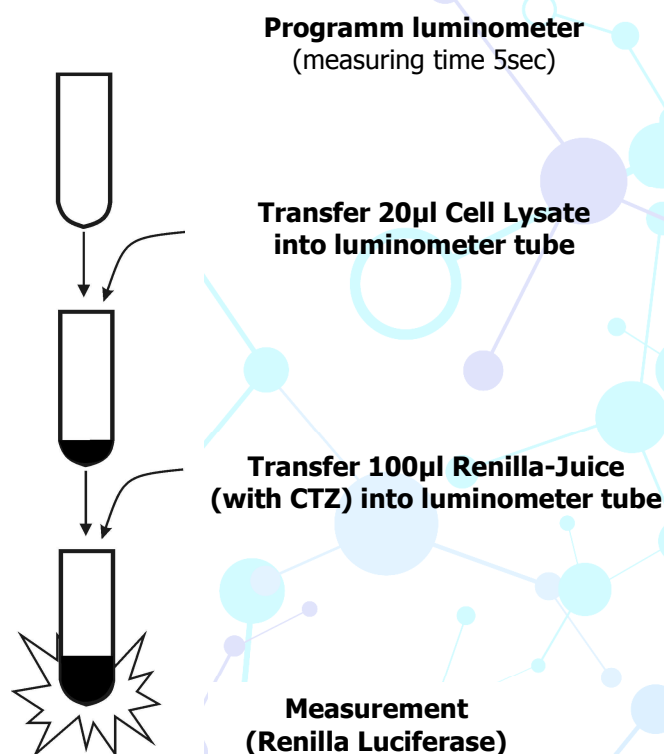 Programm luminometer
(measuring time 5sec)
Transfer 20µl Cell Lysate
into luminometer tube
Transfer 100µl Renilla-Juice
(with CTZ) into luminometer tube
Measurement
(Renilla Luciferase)